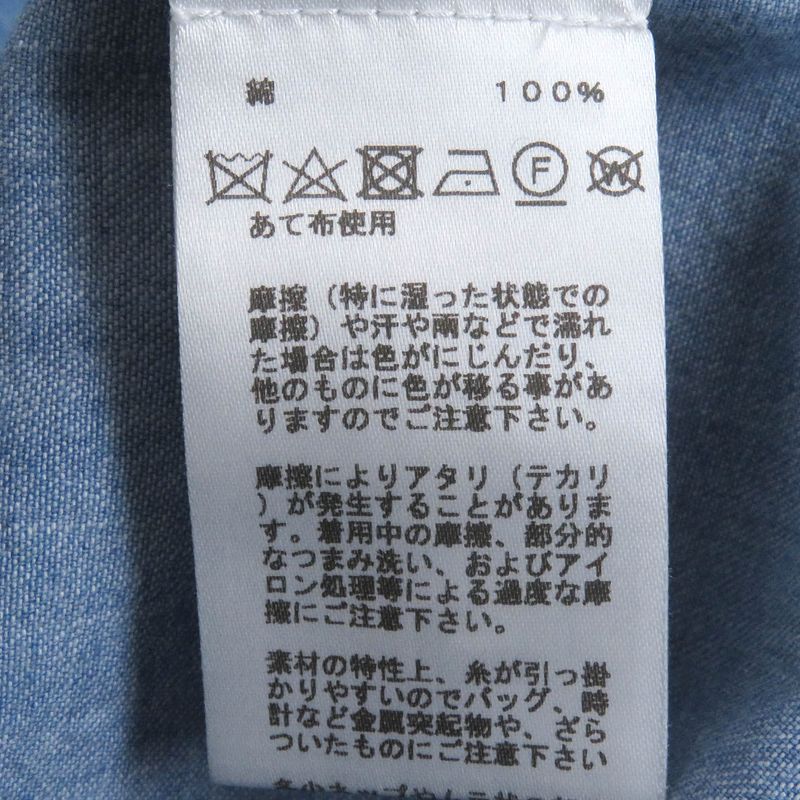 綿 100%
F W
あて布使用
摩擦（特に湿った状態での
摩擦）や汗や雨などで濡れ
た場合は色がにじんだり、
他のものに色が移る事があ
りますのでご注意下さい。
摩擦によりアタリ（テカリ
）が発生することがありま
す。着用中の摩擦、部分的
なつまみ洗い、およびアイ
ロン処理等による過度な摩
擦にご注意下さい。
素材の特性上、糸が引っ掛
かりやすいのでバッグ、時
計など金属突起物や、ざら
ついたもの